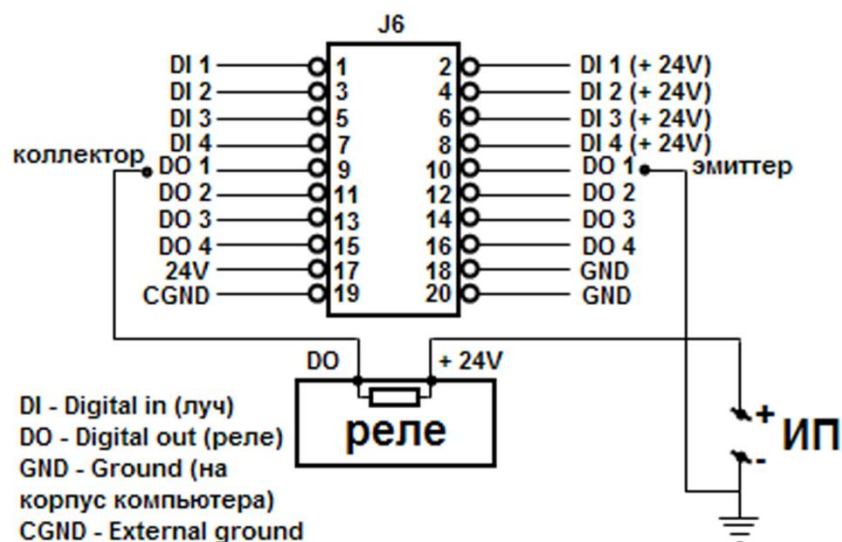 J6
DI 1 1 2 DI 1 (+ 24V)
DI 2 3 4 DI 2 (+ 24V)
DI 3 5 6 DI 3 (+ 24V)
DI 4 7 8 DI 4 (+ 24V)
коллектор DO 1 9 10 DO 1 эмиттер
DO 2 11 12 DO 2
DO 3 13 14 DO 3
DO 4 15 16 DO 4
24V 17 18 GND
CGND 19 20 GND
DO + 24V
реле
+
ИП
-
DI - Digital in (луч)
DO - Digital out (реле)
GND - Ground (на
корпус компьютера)
CGND - External ground